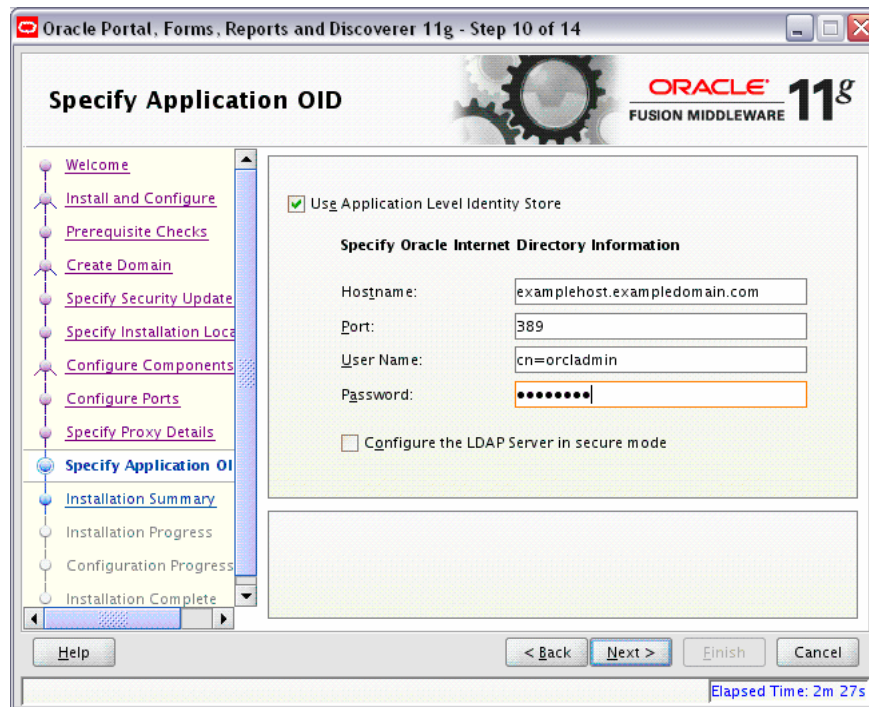 Oracle Portal, Forms, Reports and Discoverer 11g - Step 10 of 14
Specify Application OID
ORACLE
FUSION MIDDLEWARE
11g
Welcome
Install and Configure
Prerequisite Checks
Create Domain
Specify Security Update
Specify Installation Loca
Configure Components
Configure Ports
Specify Proxy Details
Specify Application OI
Installation Summary
Installation Progress
Configuration Progress
Installation Complete
Use Application Level Identity Store
Specify Oracle Internet Directory Information
Hostname: examplehost.exampledomain.com
Port: 389
User Name: cn=orcladmin
Password: ••••••••
Configure the LDAP Server in secure mode
Help < Back Next > Finish Cancel
Elapsed Time: 2m 27s